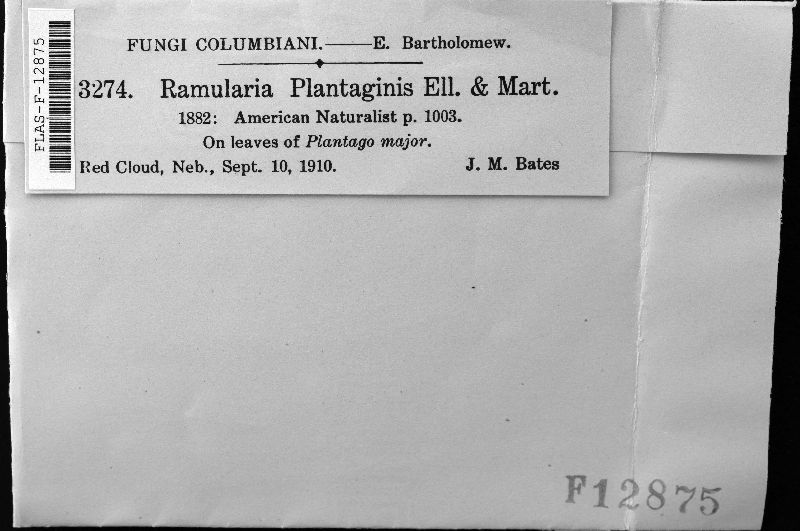 FLAS-F-12875
FUNGI COLUMBIANI.——E. Bartholomew.
3274. Ramularia Plantaginis Ell. & Mart.
1882: American Naturalist p. 1003.
On leaves of Plantago major.
Red Cloud, Neb., Sept. 10, 1910. J. M. Bates
F12875